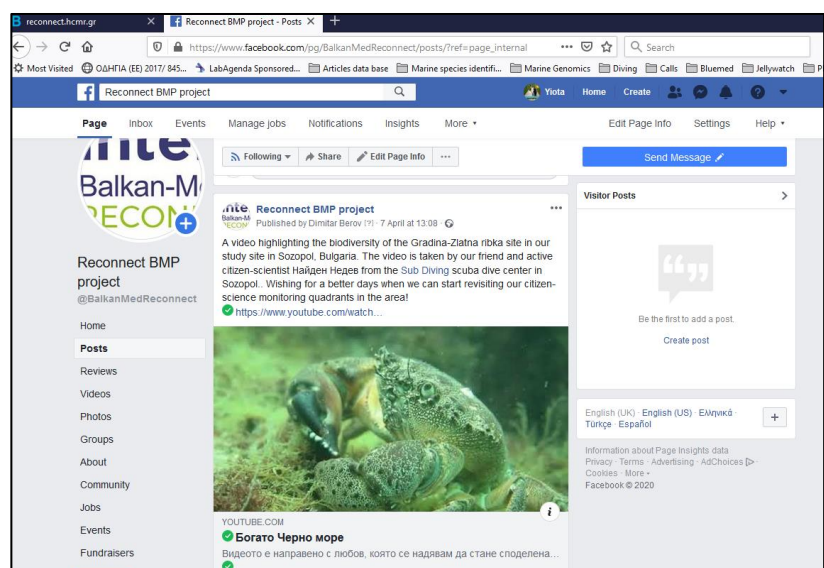 reconnect.hcmr.gr
Reconnect BMP project - Posts
https://www.facebook.com/pg/BalkanMedReconnect/posts/?ref=page_internal
Search
Most Visited
ΟΔΗΓΙΑ (ΕΕ) 2017/ 845...
LabAgenda Sponsored...
Articles data base
Marine species identifi...
Marine Genomics
Diving
Calls
Bluemed
Jellywatch
Reconnect BMP project
Yiota
Home
Create
Page
Inbox
Events
Manage jobs
Notifications
Insights
More
Edit Page Info
Settings
Help
Balkan-M
RECON
Reconnect BMP
project
@BalkanMedReconnect
Home
Posts
Reviews
Videos
Photos
Groups
About
Community
Jobs
Events
Fundraisers
Following
Share
Edit Page Info
Send Message
Reconnect BMP project
Published by Dimitar Berov [?] · 7 April at 13:08 ·
A video highlighting the biodiversity of the Gradina-Zlatna ribka site in our
study site in Sozopol, Bulgaria. The video is taken by our friend and active
citizen-scientist Найден Недев from the Sub Diving scuba dive center in
Sozopol.. Wishing for a better days when we can start revisiting our citizen-
science monitoring quadrants in the area!
https://www.youtube.com/watch...
YOUTUBE.COM
Богато Черно море
Видеото е направено с любов, която се надявам да стане споделена...
Visitor Posts
Be the first to add a post.
Create post
English (UK) · English (US) · Ελληνικά ·
Türkçe · Español
Information about Page Insights data
Privacy · Terms · Advertising · AdChoices ·
Cookies · More
Facebook © 2020